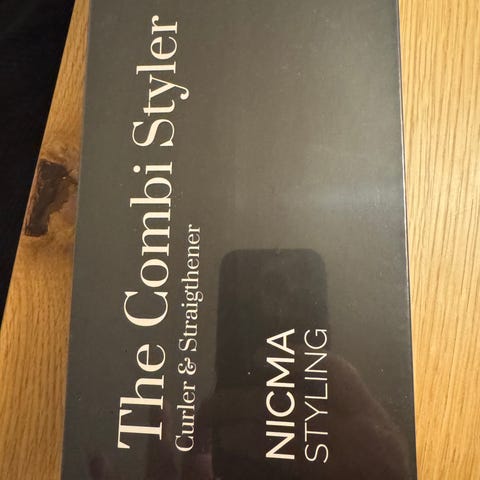 The Combi Styler
Curler & Straigthener
NICMA
STYLING